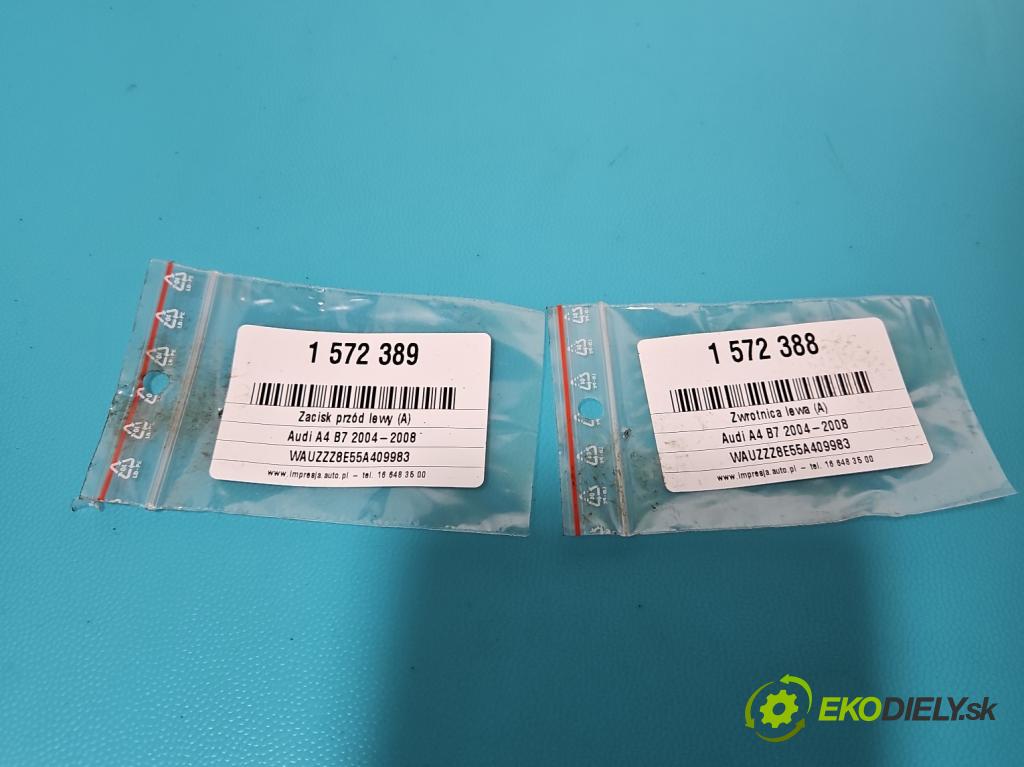 1 572 389
Zacisk przód lewy (A)
Audi A4 B7 2004-2008
WAUZZZ8E55A409983
www.impresja.auto.pl - tel. 16 648 35 00
1 572 388
Zwrotnica lewa (A)
Audi A4 B7 2004-2008
WAUZZZ8E55A409983
www.impresja.auto.pl - tel. 16 648 35 00
EKODIELY.sk